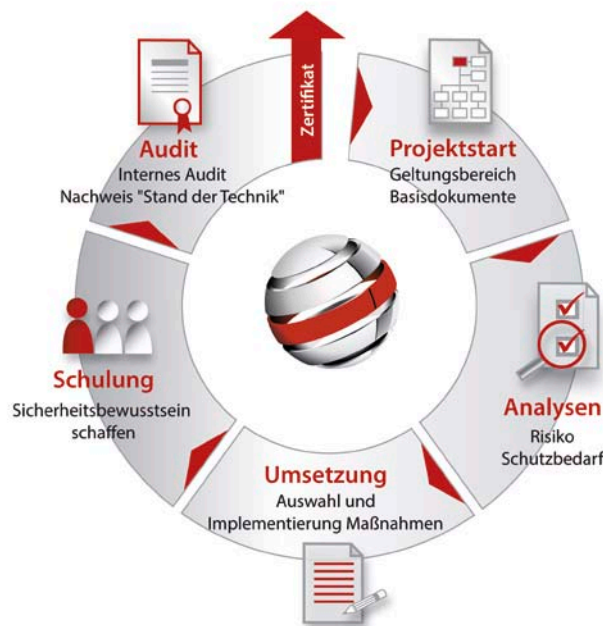 Zertifikat
Projektstart
Geltungsbereich
Basisdokumente
Analysen
Risiko
Schutzbedarf
Umsetzung
Auswahl und
Implementierung Maßnahmen
Schulung
Sicherheitsbewusstsein
schaffen
Audit
Internes Audit
Nachweis "Stand der Technik"